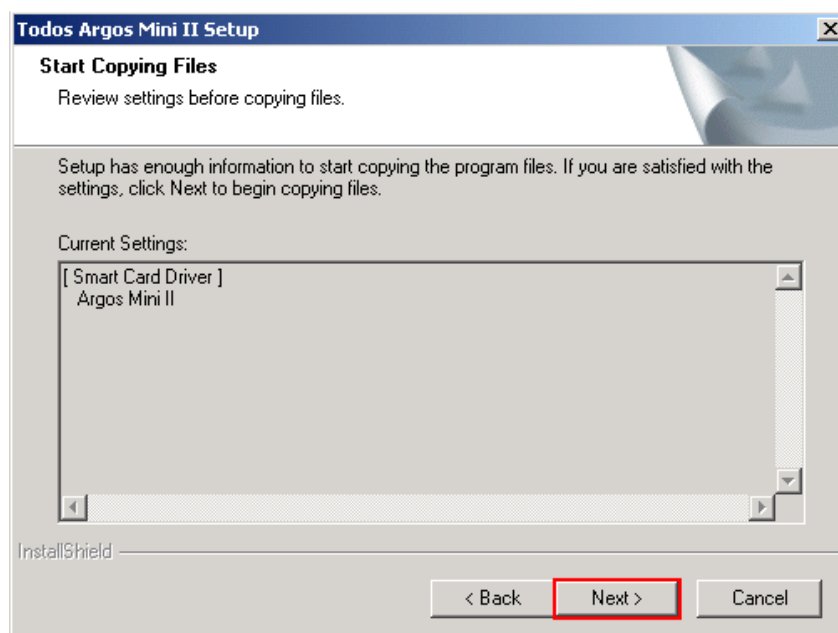 Todos Argos Mini II Setup
Start Copying Files
Review settings before copying files.
Setup has enough information to start copying the program files. If you are satisfied with the
settings, click Next to begin copying files.
Current Settings:
[ Smart Card Driver ]
Argos Mini II
InstallShield
< Back Next > Cancel